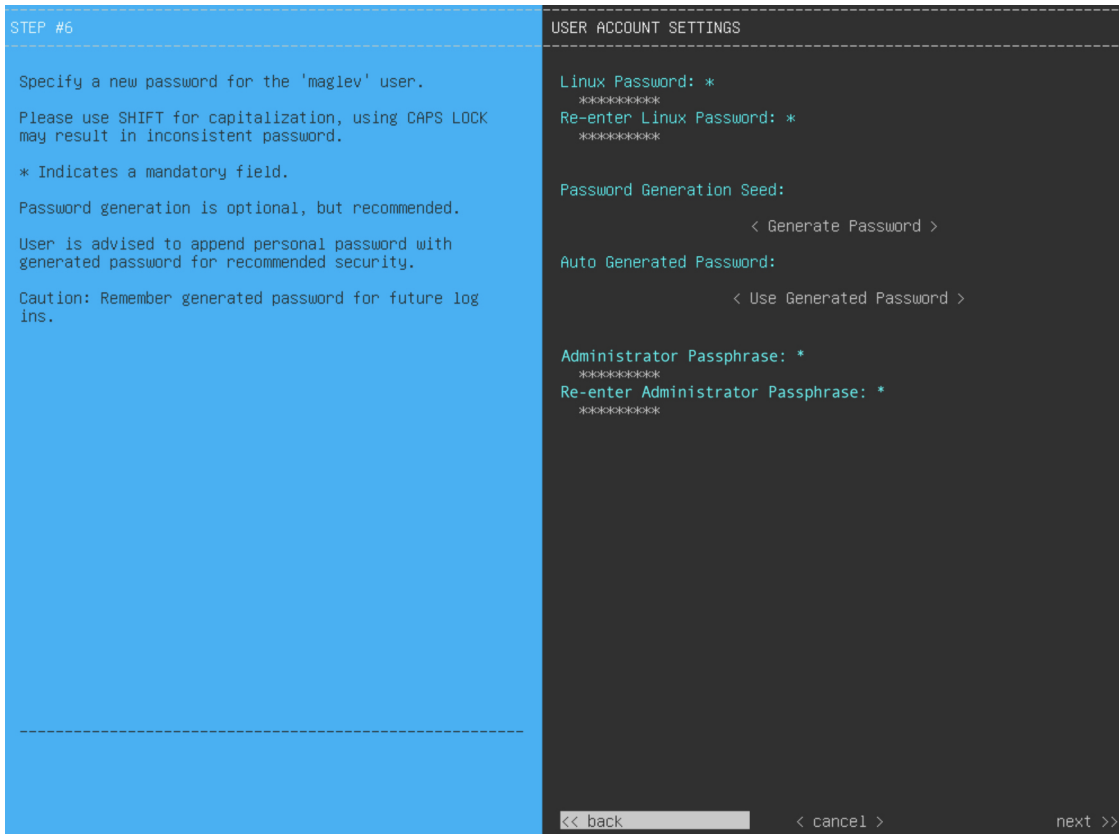 STEP #6
Specify a new password for the 'maglev' user.
Please use SHIFT for capitalization, using CAPS LOCK
may result in inconsistent password.
* Indicates a mandatory field.
Password generation is optional, but recommended.
User is advised to append personal password with
generated password for recommended security.
Caution: Remember generated password for future log
ins.
USER ACCOUNT SETTINGS
Linux Password: *
*********
Re-enter Linux Password: *
*********
Password Generation Seed:
< Generate Password >
Auto Generated Password:
< Use Generated Password >
Administrator Passphrase: *
*********
Re-enter Administrator Passphrase: *
*********
<< back < cancel > next >>